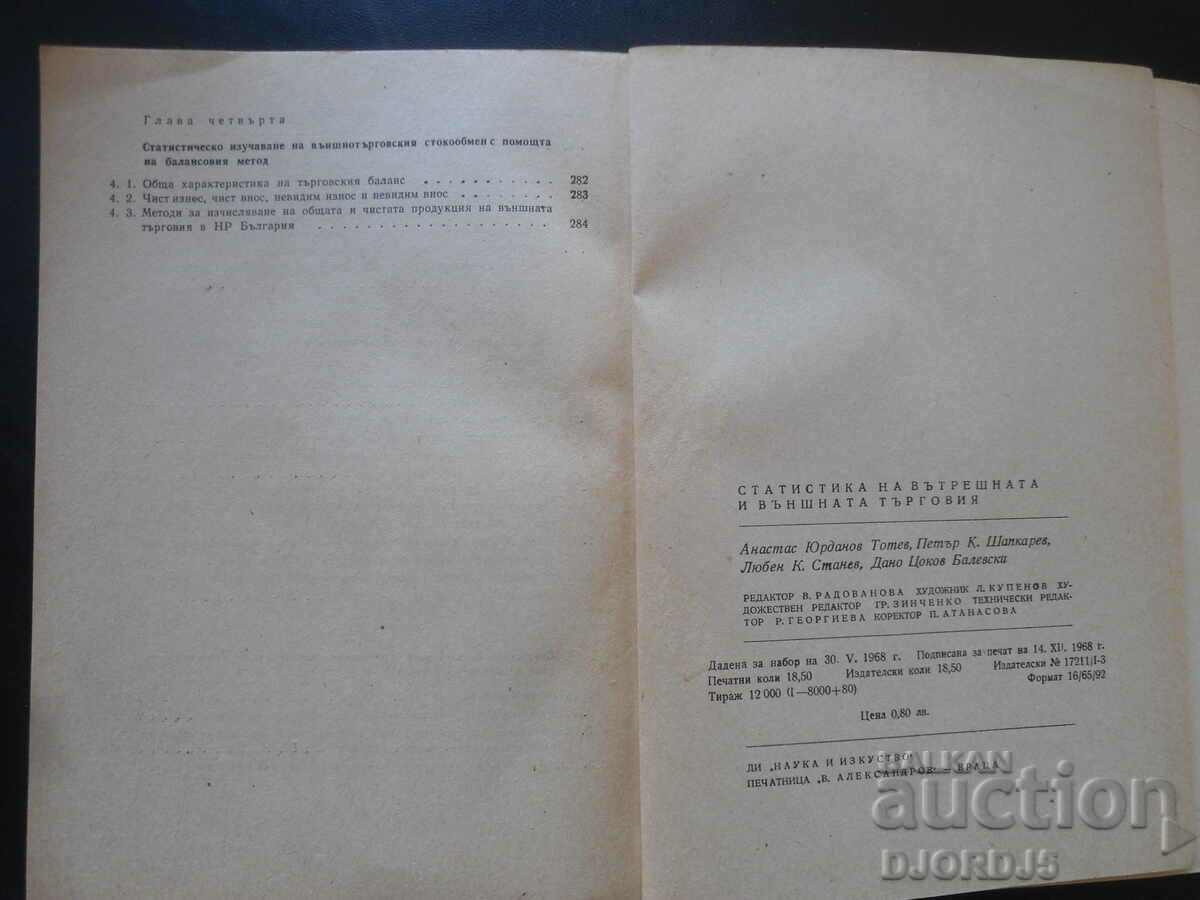 Глава четвърта
Статистическо изучаване на външнотърговския стокообмен с помощта
на балансовия метод
4. 1. Обща характеристика на търговския баланс . . . . . . . . . . 282
4. 2. Чист изнес, чист внос, невидим износ и невидим внос . . . . . . . . 283
4. 3. Методи за изчисляване на общата и чистата продукция на външната
търговия в НР България . . . . . . . . . . . . . . . . . . 284
СТАТИСТИКА НА ВЪТРЕШНАТА
И ВЪНШНАТА ТЪРГОВИЯ
Анастас Юрданов Тотев, Петър К. Шапкарев,
Любен К. Станев, Дано Цоков Балевски
РЕДАКТОР В. РАДОВАНОВА ХУДОЖНИК Л. КУПЕНОВ ХУ-
ДОЖЕСТВЕН РЕДАКТОР ГР. ЗИНЧЕНКО ТЕХНИЧЕСКИ РЕДАК-
ТОР Р. ГЕОРГИЕВА КОРЕКТОР П. АТАНАСОВА
Дадена за набор на 30. V. 1968 г. Подписана за печат на 14. XII. 1968 г.
Печатни коли 18,50 Издателски коли 18,50 Издателски № 17211/I-3
Тираж 12 000 (I—8000+80) Формат 16/65/92
Цена 0,80 лв.
ДИ „НАУКА И ИЗКУСТВО"
ПЕЧАТНИЦА „В. АЛЕКСАНДРОВ" — ВРАЦА
BALKAN
auction
DJORDJ5